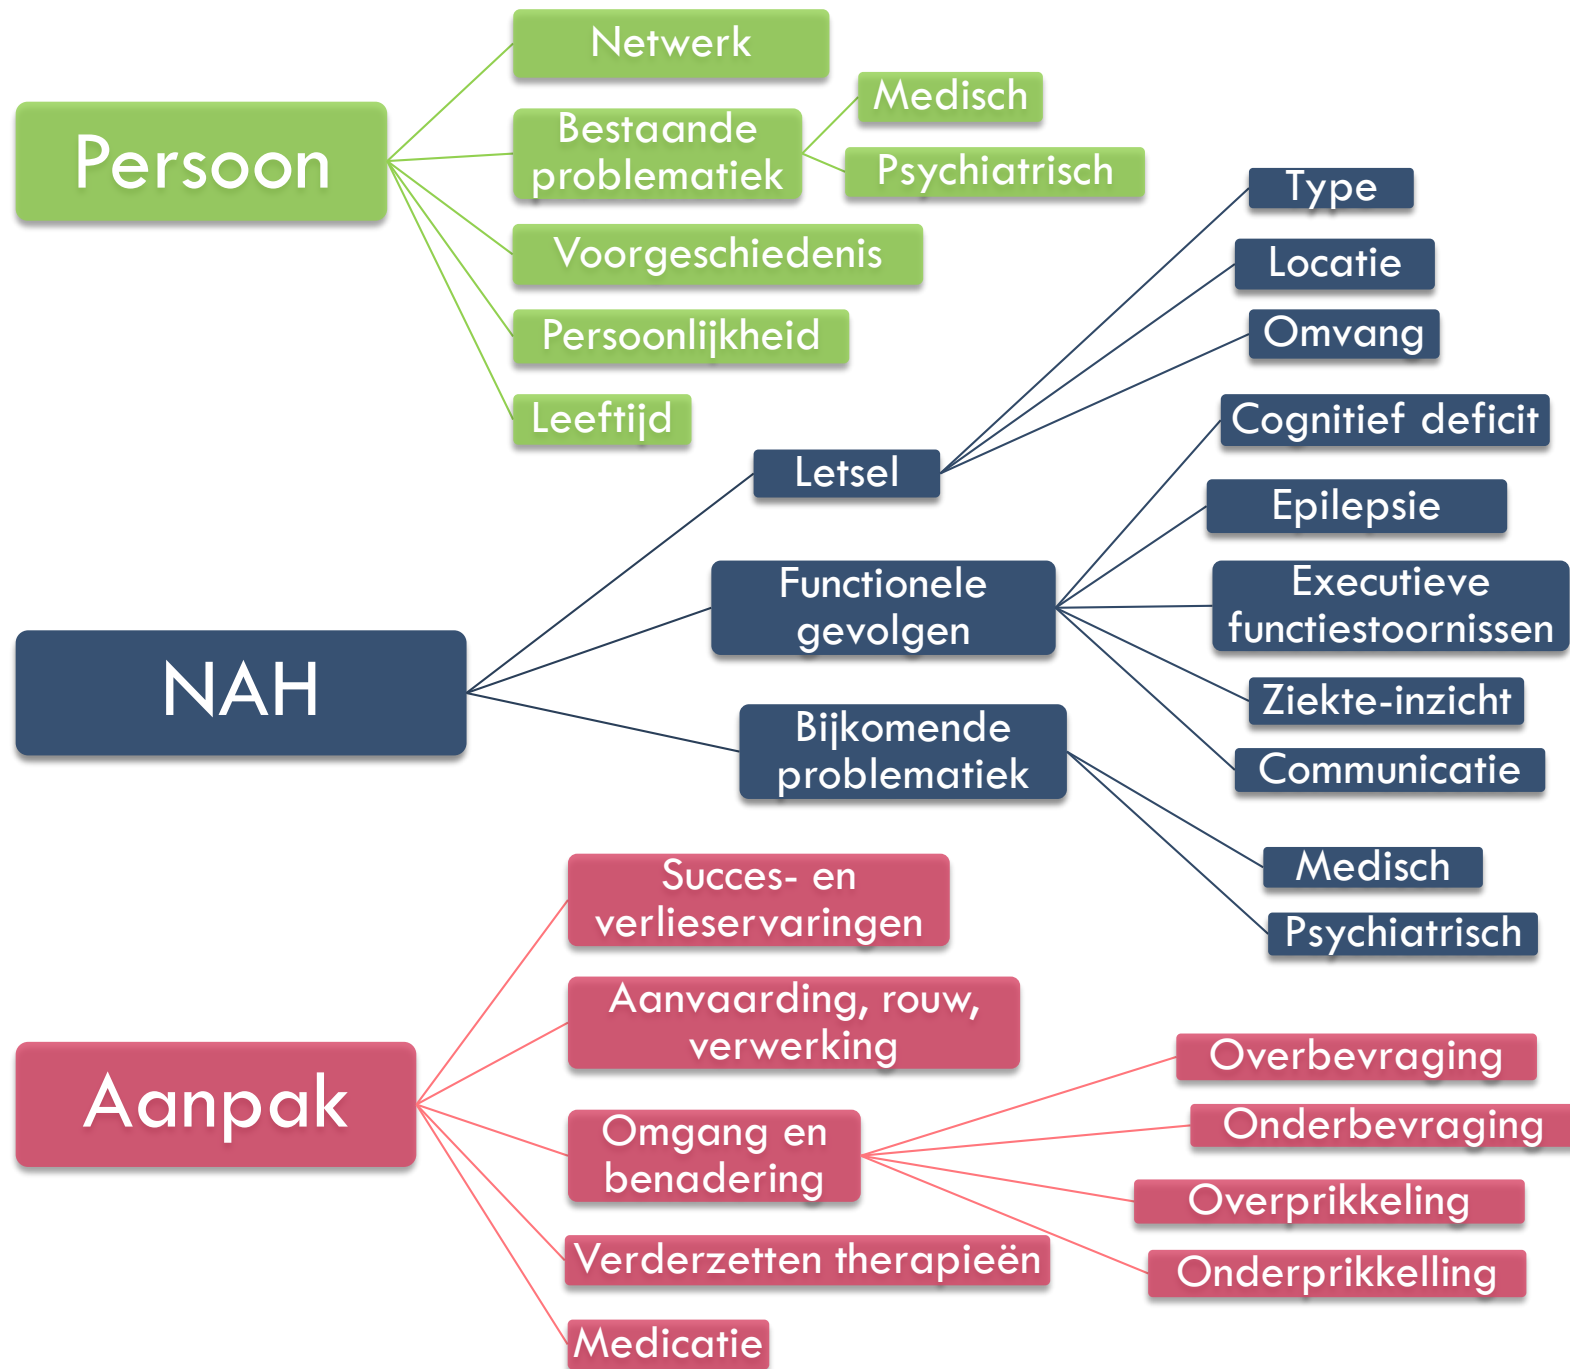 Persoon
Netwerk
Bestaande
problematiek
Medisch
Psychiatrisch
Voorgeschiedenis
Persoonlijkheid
Leeftijd
NAH
Letsel
Type
Locatie
Omvang
Functionele
gevolgen
Cognitief deficit
Epilepsie
Executieve
functiestoornissen
Ziekte-inzicht
Communicatie
Bijkomende
problematiek
Medisch
Psychiatrisch
Aanpak
Succes- en
verlieservaringen
Aanvaarding, rouw,
verwerking
Omgang en
benadering
Overbevraging
Onderbevraging
Overprikkeling
Onderprikkelling
Verderzetten therapieën
Medicatie